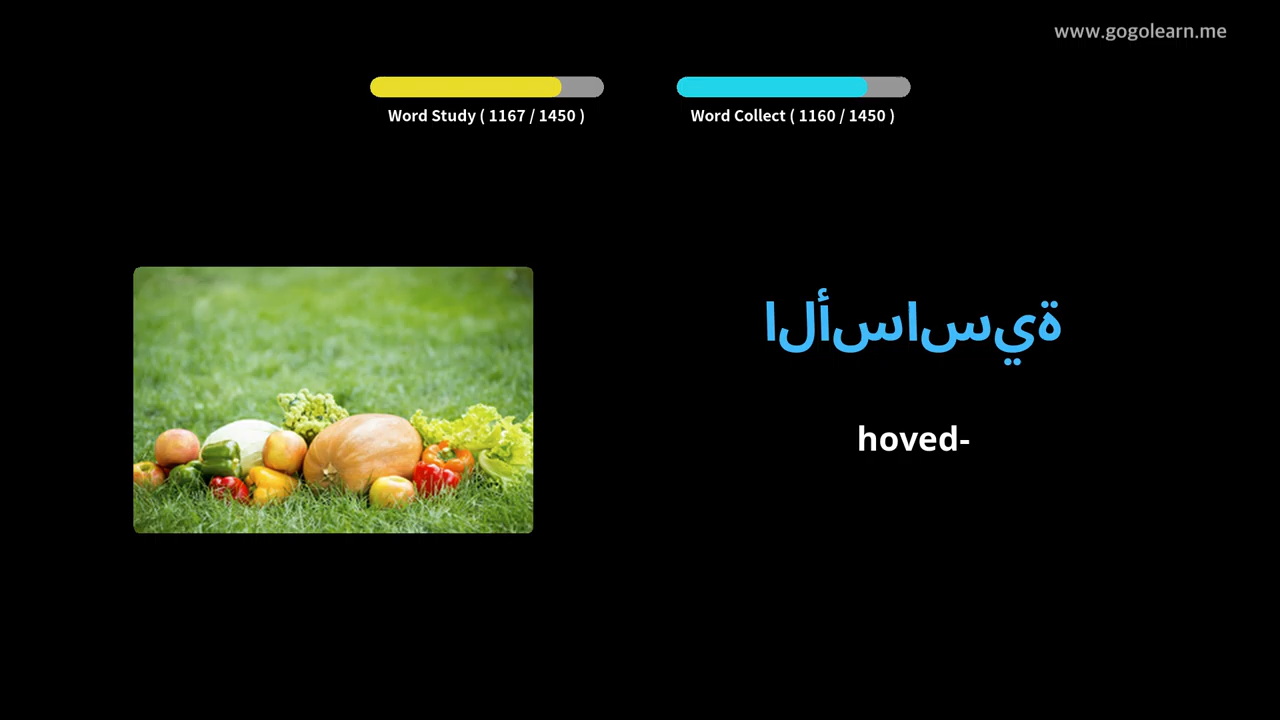 www.gogolearn.me
Word Study ( 1167 / 1450 )
Word Collect ( 1160 / 1450 )
الأساسية
hoved-